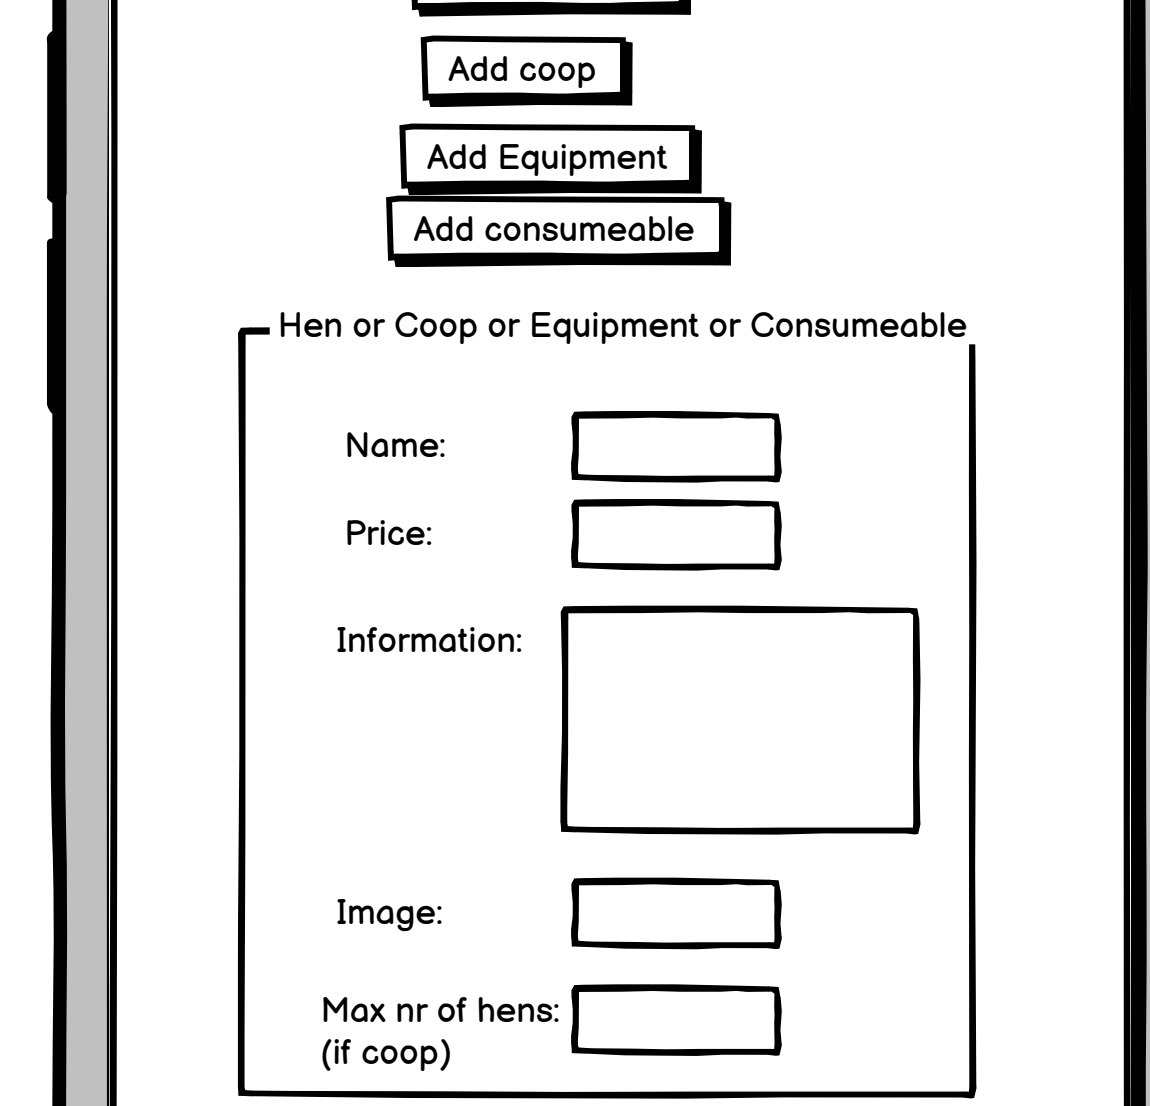 Add coop
Add Equipment
Add consumeable
Hen or Coop or Equipment or Consumeable
Name:
Price:
Information:
Image:
Max nr of hens:
(if coop)